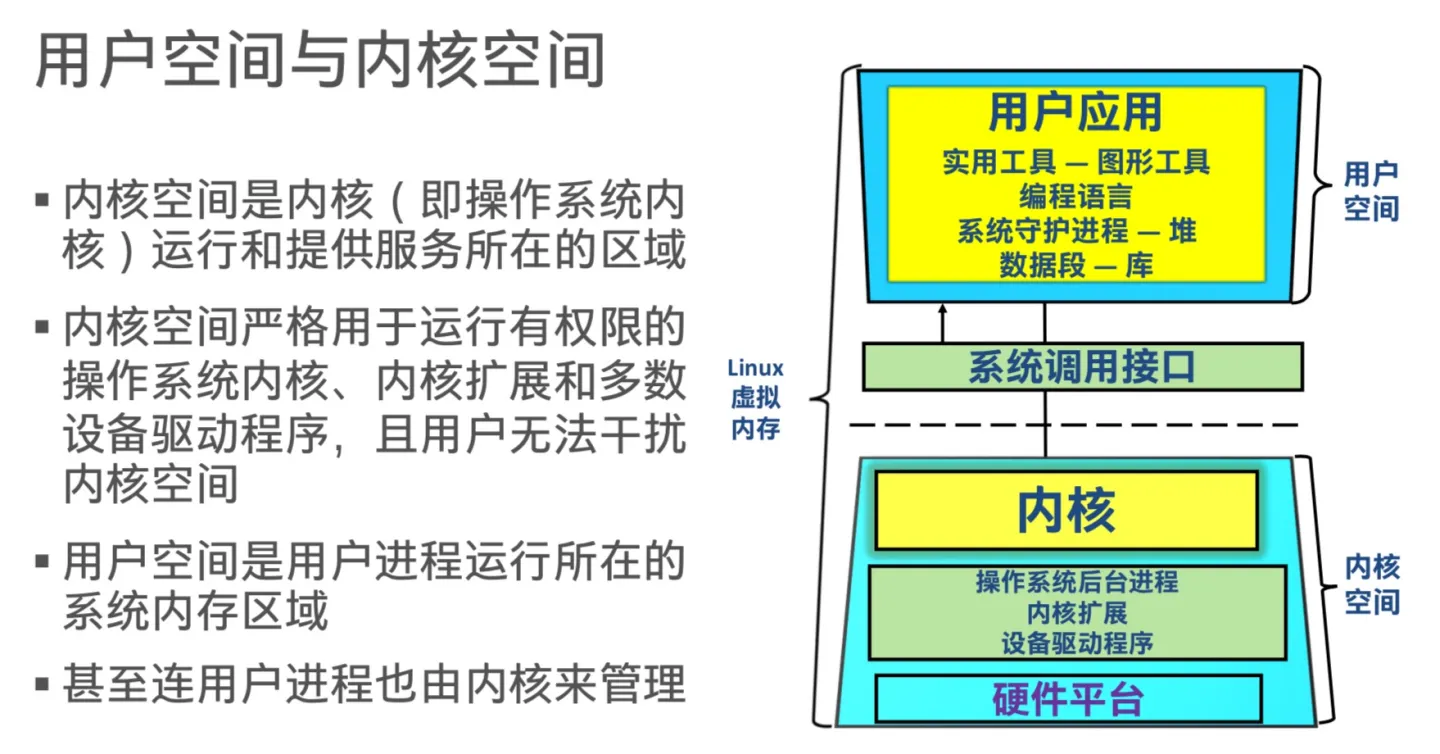 用户空间与内核空间
▪ 内核空间是内核（即操作系统内
核）运行和提供服务所在的区域
▪ 内核空间严格用于运行有权限的
操作系统内核、内核扩展和多数
设备驱动程序，且用户无法干扰
内核空间
▪ 用户空间是用户进程运行所在的
系统内存区域
▪ 甚至连用户进程也由内核来管理
Linux
虚拟
内存
用户应用
实用工具 — 图形工具
编程语言
系统守护进程 — 堆
数据段 — 库
用户
空间
系统调用接口
内核
操作系统后台进程
内核扩展
设备驱动程序
硬件平台
内核
空间